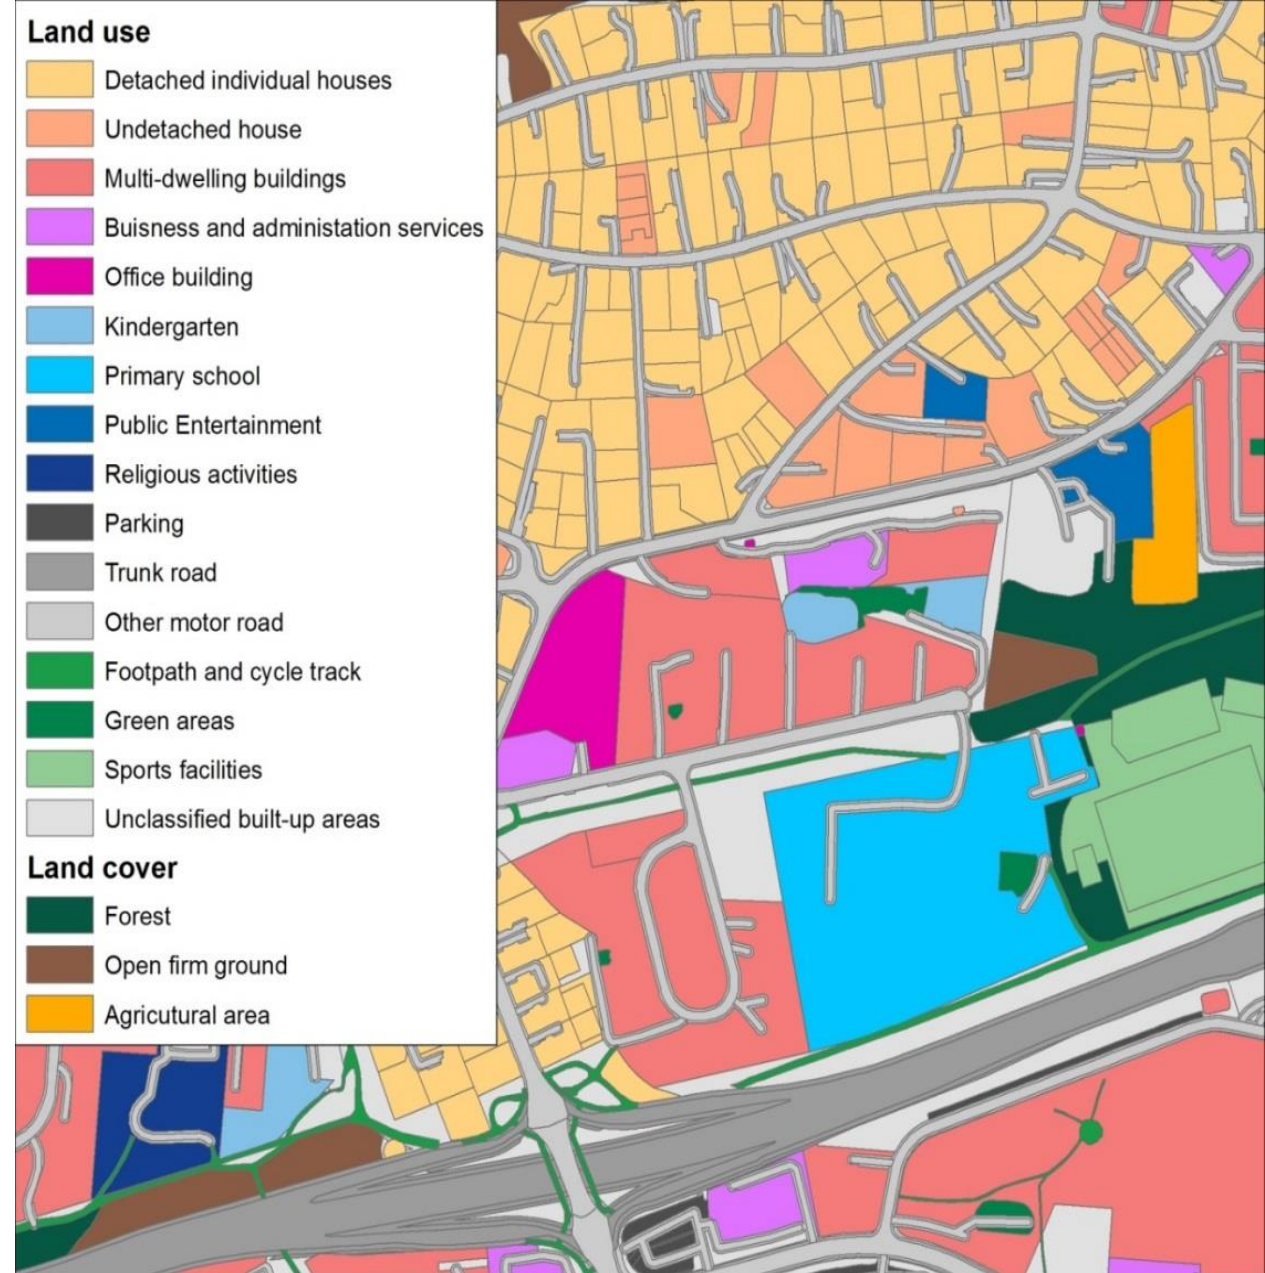 Land use
Detached individual houses
Undetached house
Multi-dwelling buildings
Buisness and administation services
Office building
Kindergarten
Primary school
Public Entertainment
Religious activities
Parking
Trunk road
Other motor road
Footpath and cycle track
Green areas
Sports facilities
Unclassified built-up areas
Land cover
Forest
Open firm ground
Agricutural area